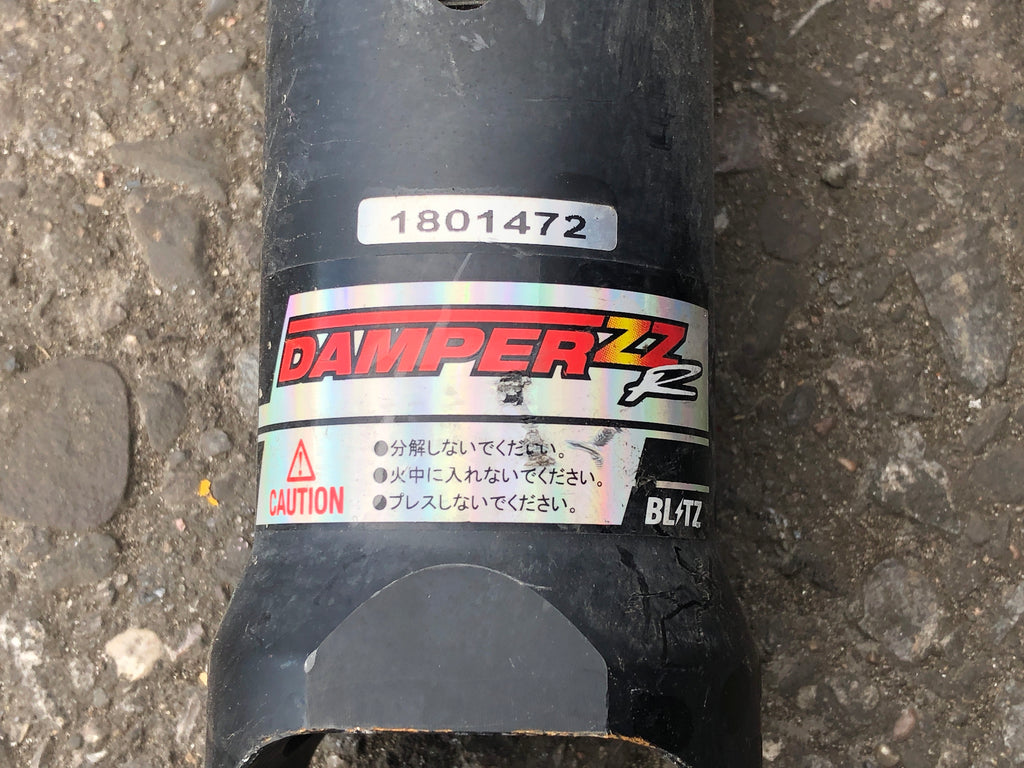 1801472
DAMPER ZZ R
CAUTION
●分解しないでください。
●火中に入れないでください。
●プレスしないでください。
BLITZ